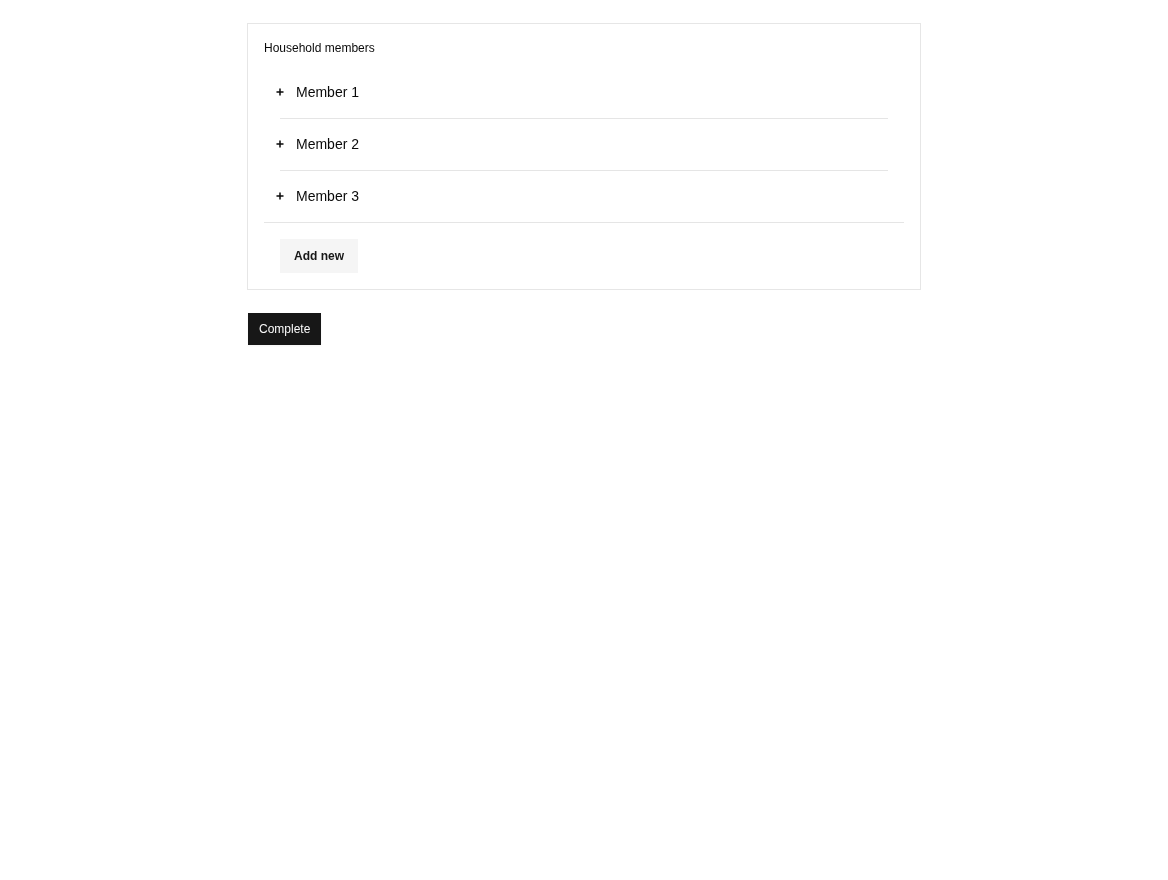 Household members
+ Member 1
+ Member 2
+ Member 3
Add new
Complete